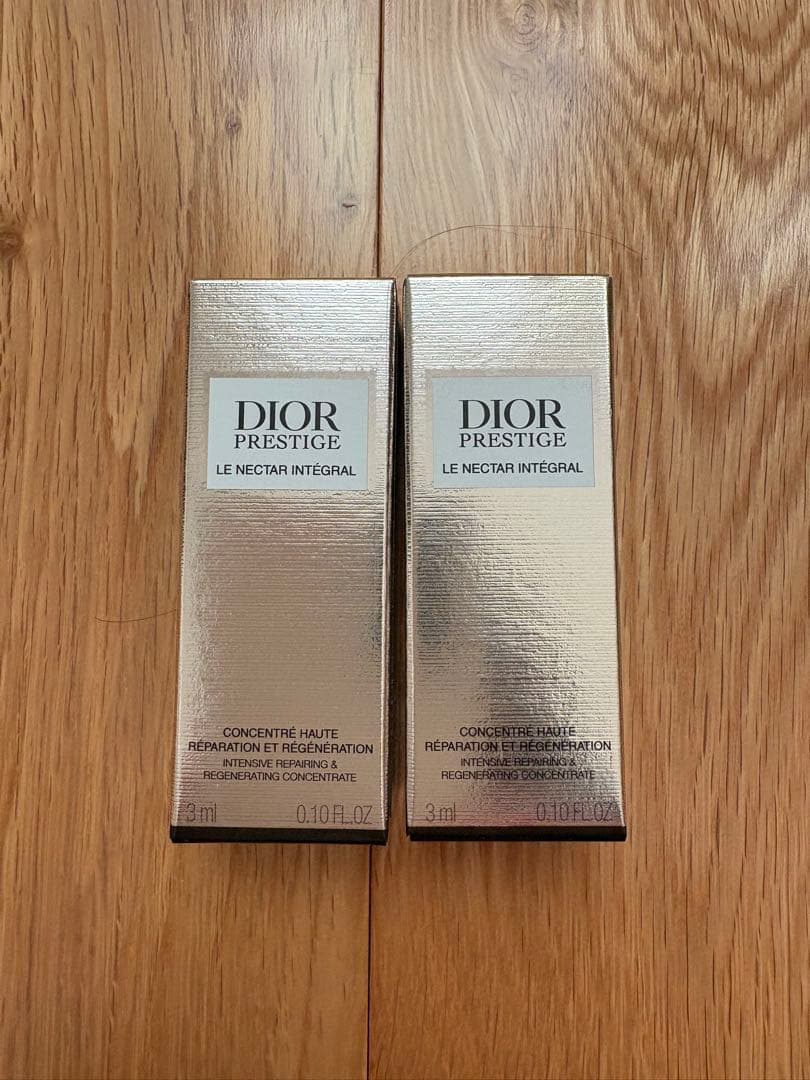 DIOR
PRESTIGE
LE NECTAR INTÉGRAL
CONCENTRÉ HAUTE
RÉPARATION ET RÉGÉNÉRATION
INTENSIVE REPAIRING &
REGENERATING CONCENTRATE
3 ml 0.10 FL.OZ
DIOR
PRESTIGE
LE NECTAR INTÉGRAL
CONCENTRÉ HAUTE
RÉPARATION ET RÉGÉNÉRATION
INTENSIVE REPAIRING &
REGENERATING CONCENTRATE
3 ml 0.10 FL.OZ